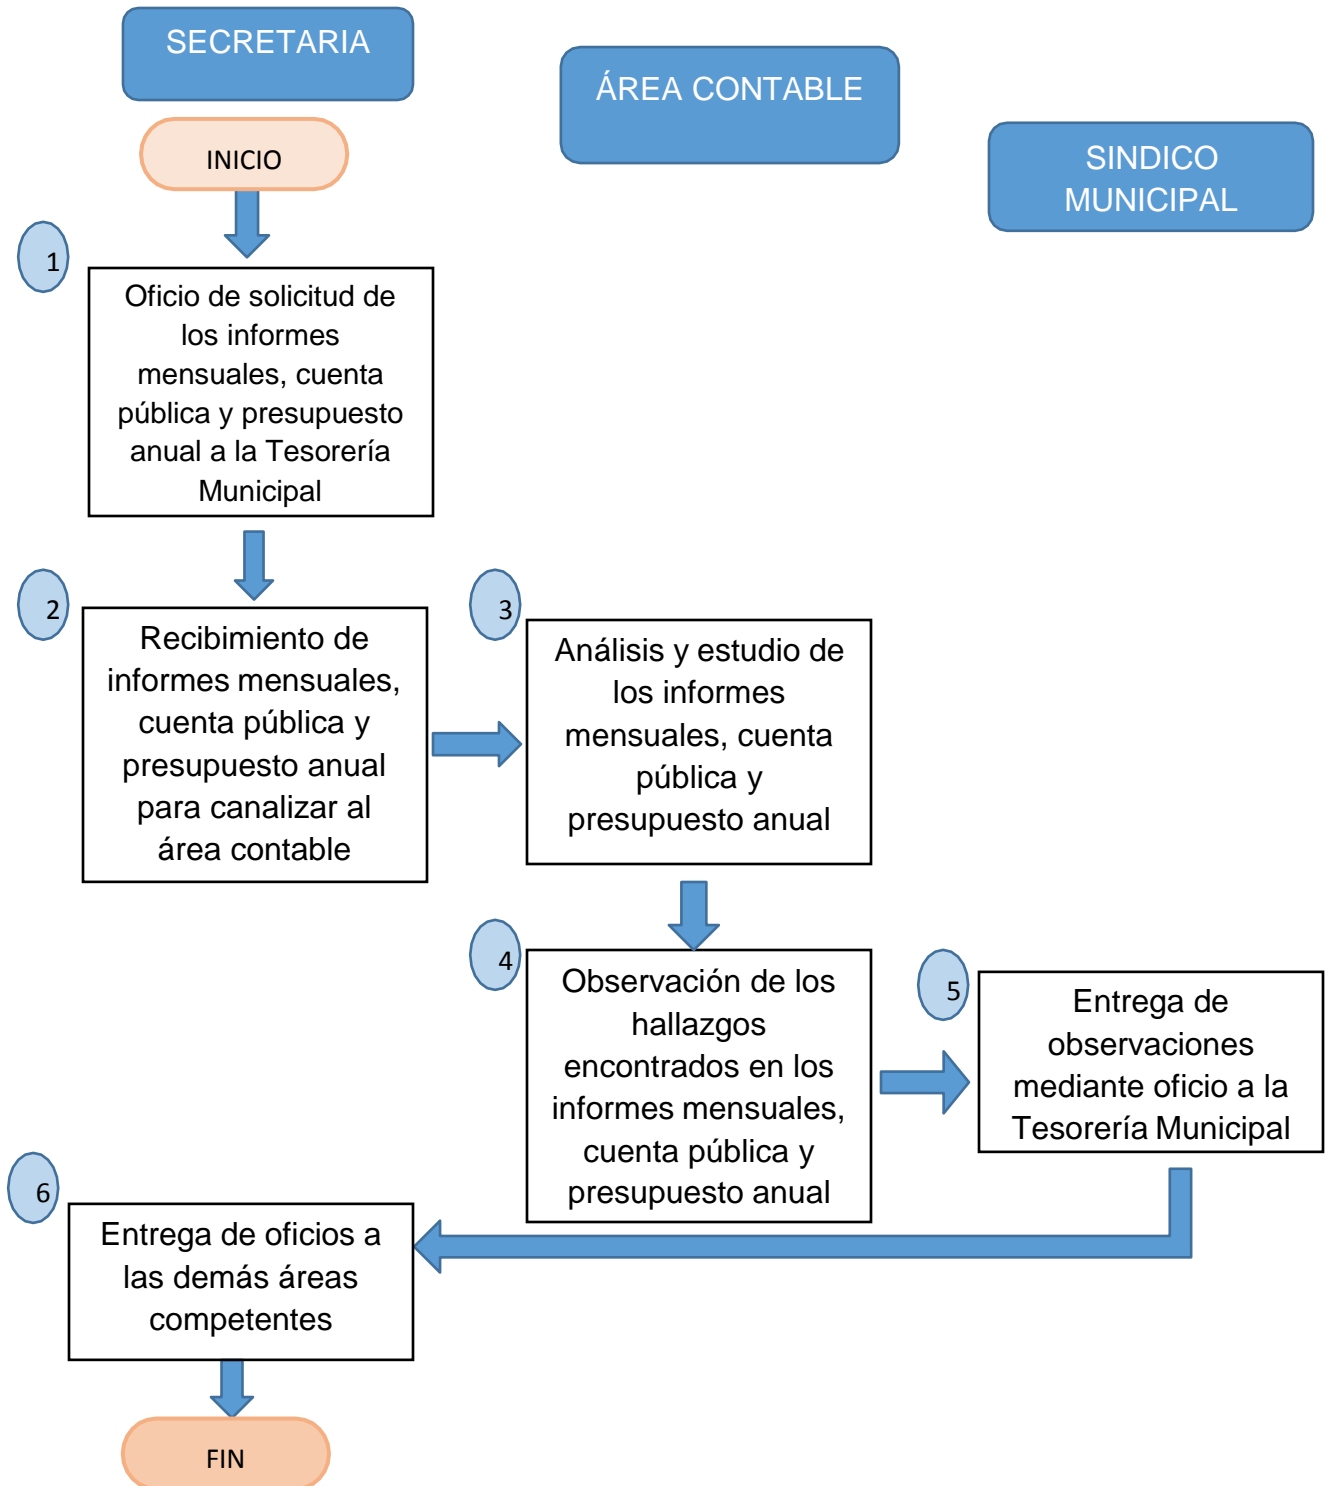 SECRETARIA
ÁREA CONTABLE
SINDICO
MUNICIPAL
INICIO
1
Oficio de solicitud de
los informes
mensuales, cuenta
pública y presupuesto
anual a la Tesorería
Municipal
2
Recibimiento de
informes mensuales,
cuenta pública y
presupuesto anual
para canalizar al
área contable
3
Análisis y estudio de
los informes
mensuales, cuenta
pública y
presupuesto anual
4
Observación de los
hallazgos
encontrados en los
informes mensuales,
cuenta pública y
presupuesto anual
5
Entrega de
observaciones
mediante oficio a la
Tesorería Municipal
6
Entrega de oficios a
las demás áreas
competentes
FIN